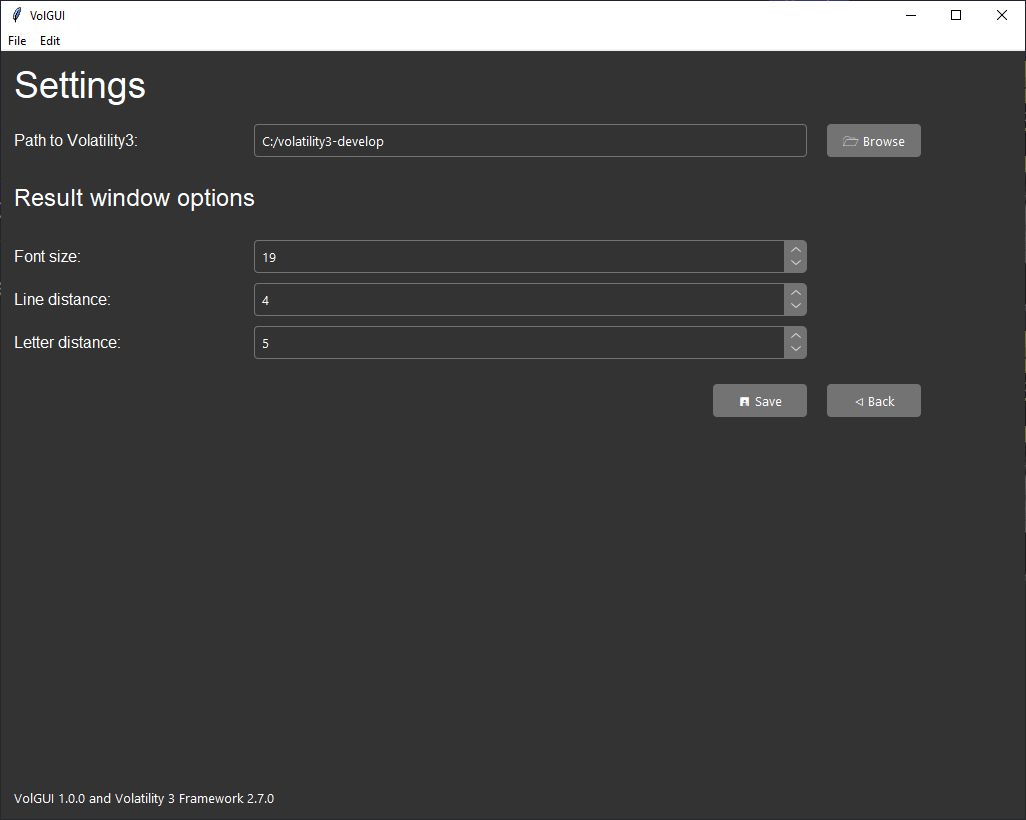 VolGUI
File Edit
Settings
Path to Volatility3: C:/volatility3-develop Browse
Result window options
Font size: 19
Line distance: 4
Letter distance: 5
Save Back
VolGUI 1.0.0 and Volatility 3 Framework 2.7.0